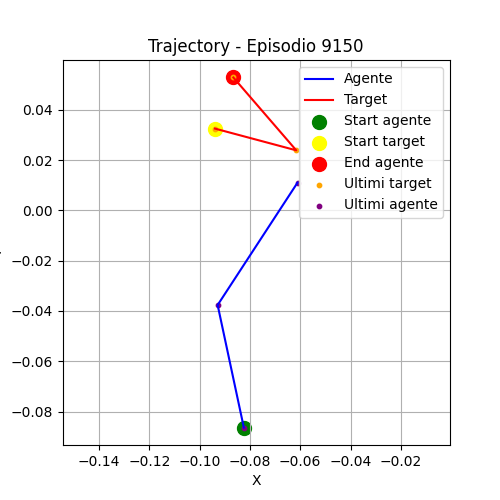 Trajectory - Episodio 9150
Agente
Target
Start agente
Start target
End agente
Ultimi target
Ultimi agente
0.04
0.02
0.00
−0.02
−0.04
−0.06
−0.08
−0.14
−0.12
−0.10
−0.08
−0.06
−0.04
−0.02
X